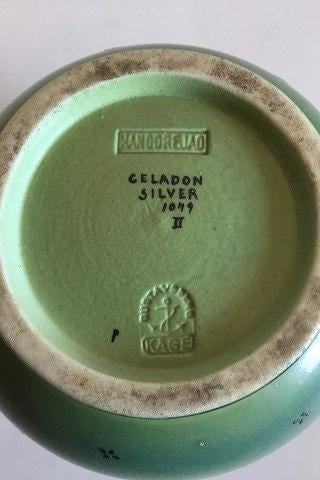 HANDDREJAD
CELADON
SILVER
1079
II
GUSTAVSBERG
KÅGE
P